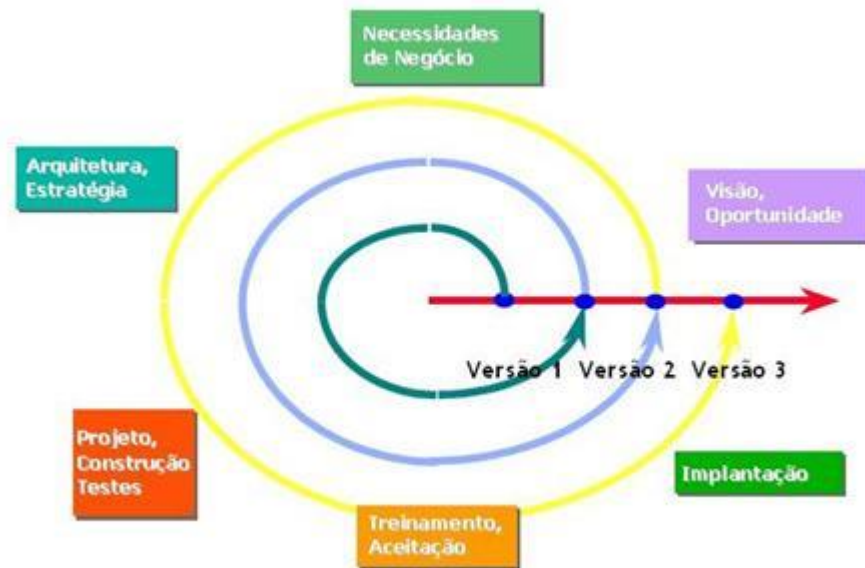 Necessidades
de Negócio
Arquitetura,
Estratégia
Visão,
Oportunidade
Versão 1
Versão 2
Versão 3
Projeto,
Construção
Testes
Implantação
Treinamento,
Aceitação